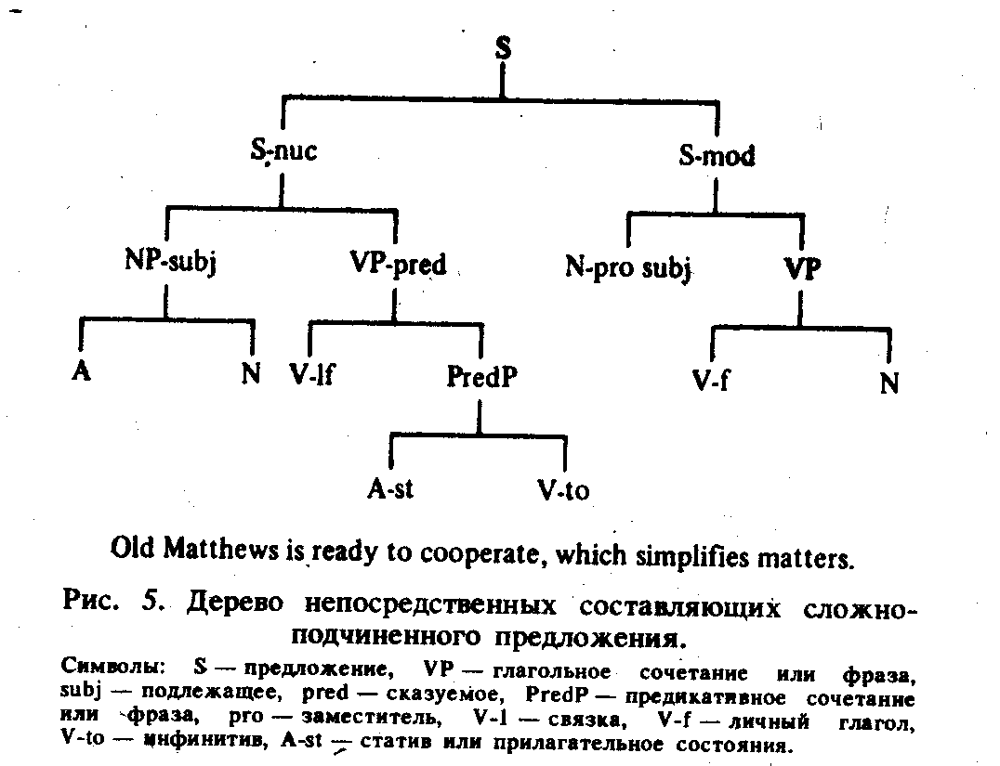 S
S-nuc S-mod
NP-subj VP-pred N-pro subj VP
A N V-lf PredP V-f N
A-st V-to
Old Matthews is ready to cooperate, which simplifies matters.
Рис. 5. Дерево непосредственных составляющих сложно-
подчиненного предложения.
Символы: S — предложение, VP — глагольное сочетание или фраза,
subj — подлежащее, pred — сказуемое, PredP — предикативное сочетание
или фраза, pro — заместитель, V-l — связка, V-f — личный глагол,
V-to — инфинитив, A-st — статив или прилагательное состояния.